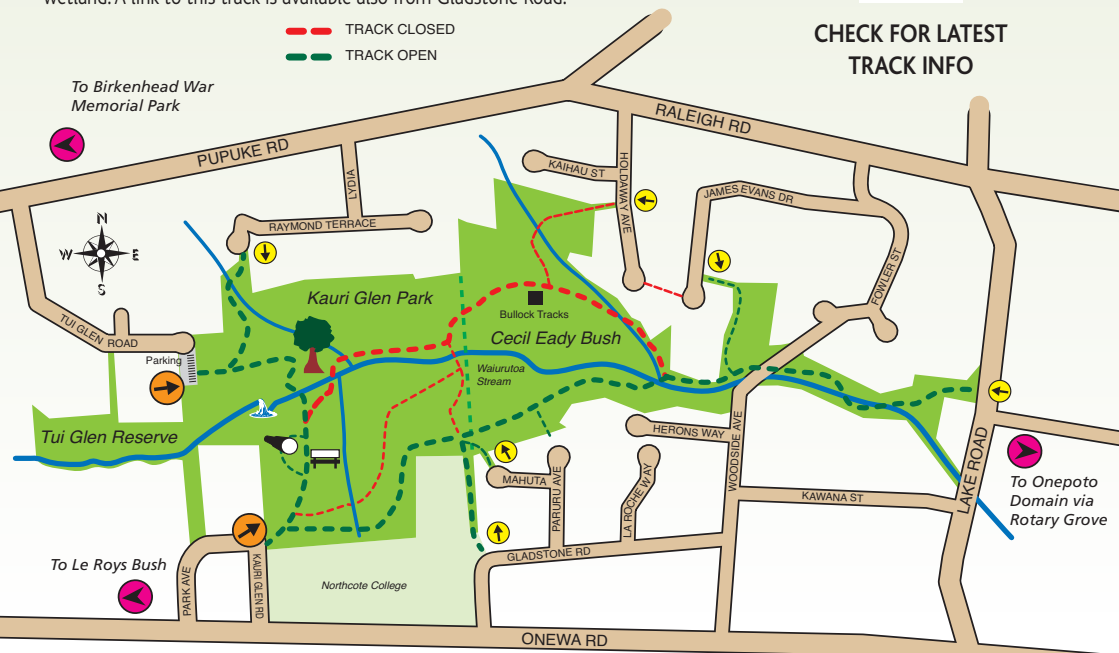 wetland. A link to this track is available also from Gladstone Road.
TRACK CLOSED
TRACK OPEN
CHECK FOR LATEST
TRACK INFO
To Birkenhead War
Memorial Park
PUPUKE RD
RALEIGH RD
LYDIA
KAIHAU ST
HOLDAWAY AVE
JAMES EVANS DR
RAYMOND TERRACE
N
W
E
S
FOWLER ST
Kauri Glen Park
Bullock Tracks
Cecil Eady Bush
TUI GLEN ROAD
Parking
Waiurutoa
Stream
Tui Glen Reserve
HERONS WAY
WOODSIDE AVE
LAKE ROAD
MAHUTA
PARURU AVE
LA ROCHE WAY
KAWANA ST
To Onepoto
Domain via
Rotary Grove
GLADSTONE RD
To Le Roys Bush
PARK AVE
KAURI GLEN RD
Northcote College
ONEWA RD